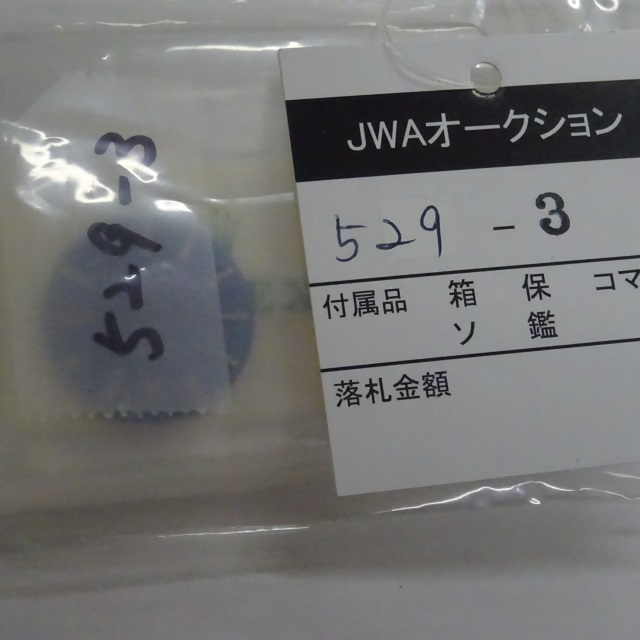 529-3
JWAオークション
529 - 3
付属品 箱 保 コマ
ソ 鑑
落札金額